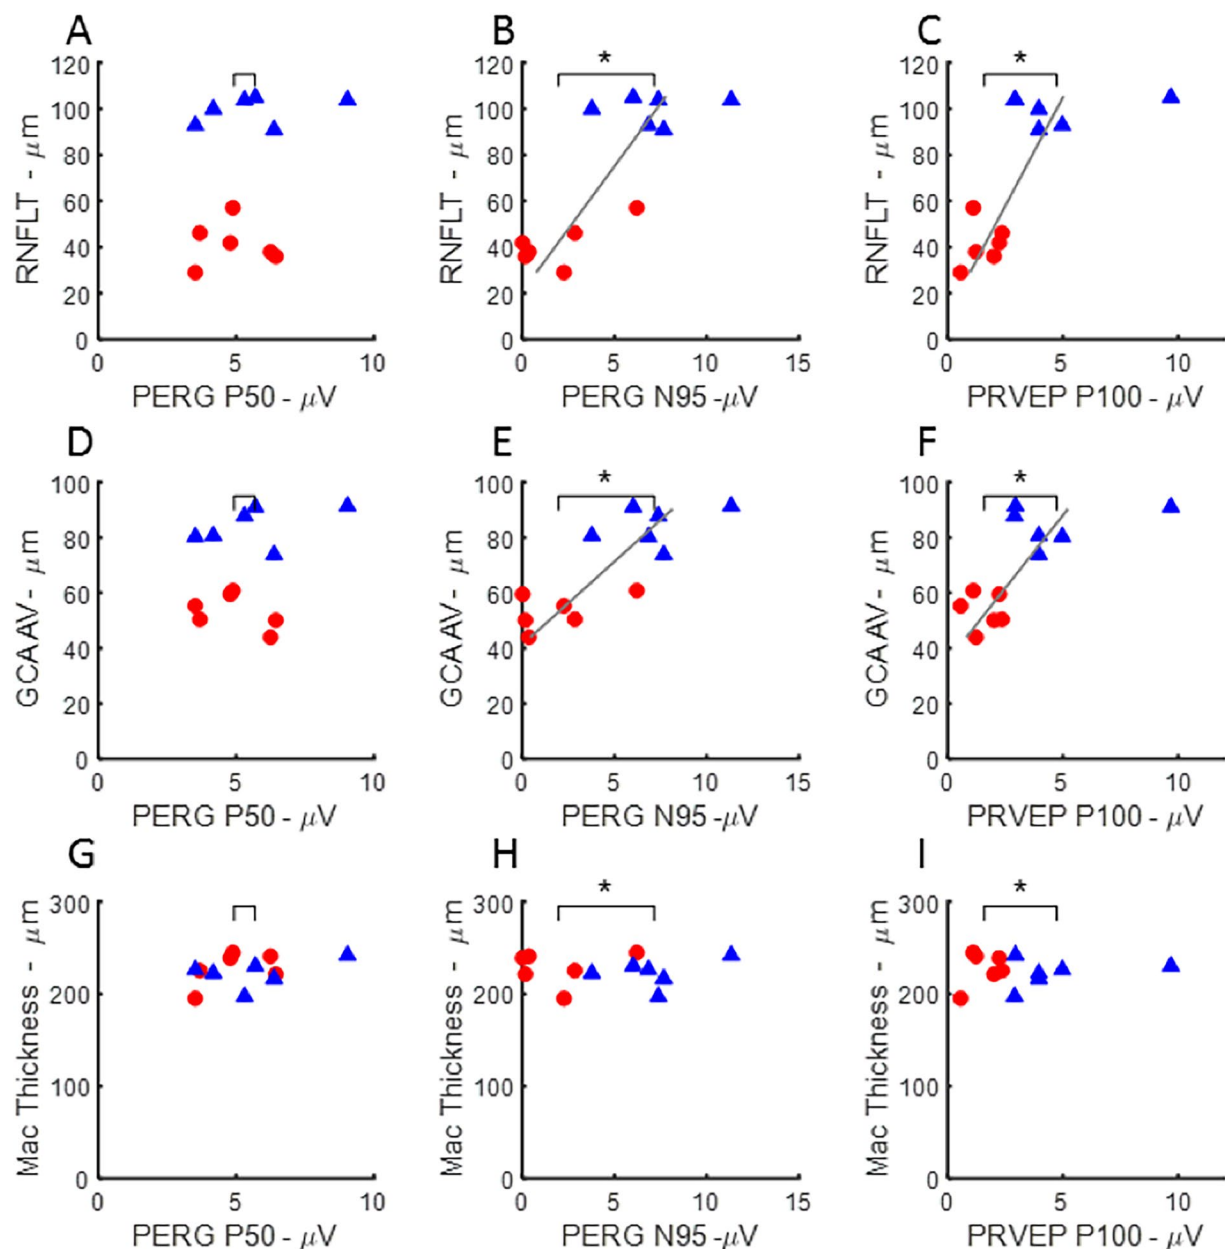 A B C
* *
120 120 120
100 100 100
80 80 80
60 60 60
40 40 40
20 20 20
0 0 0
RNFLT - μm RNFLT - μm RNFLT - μm
0 5 10 0 5 10 15 0 5 10
PERG P50 - μV PERG N95 -μV PRVEP P100 - μV
D E F
* *
100 100 100
80 80 80
60 60 60
40 40 40
20 20 20
0 0 0
GCAAV- μm GCAAV- μm GCAAV- μm
0 5 10 0 5 10 15 0 5 10
PERG P50 - μV PERG N95 -μV PRVEP P100 - μV
G H I
* *
300 300 300
200 200 200
100 100 100
0 0 0
Mac Thickness - μm Mac Thickness - μm Mac Thickness - μm
0 5 10 0 5 10 15 0 5 10
PERG P50 - μV PERG N95 -μV PRVEP P100 - μV